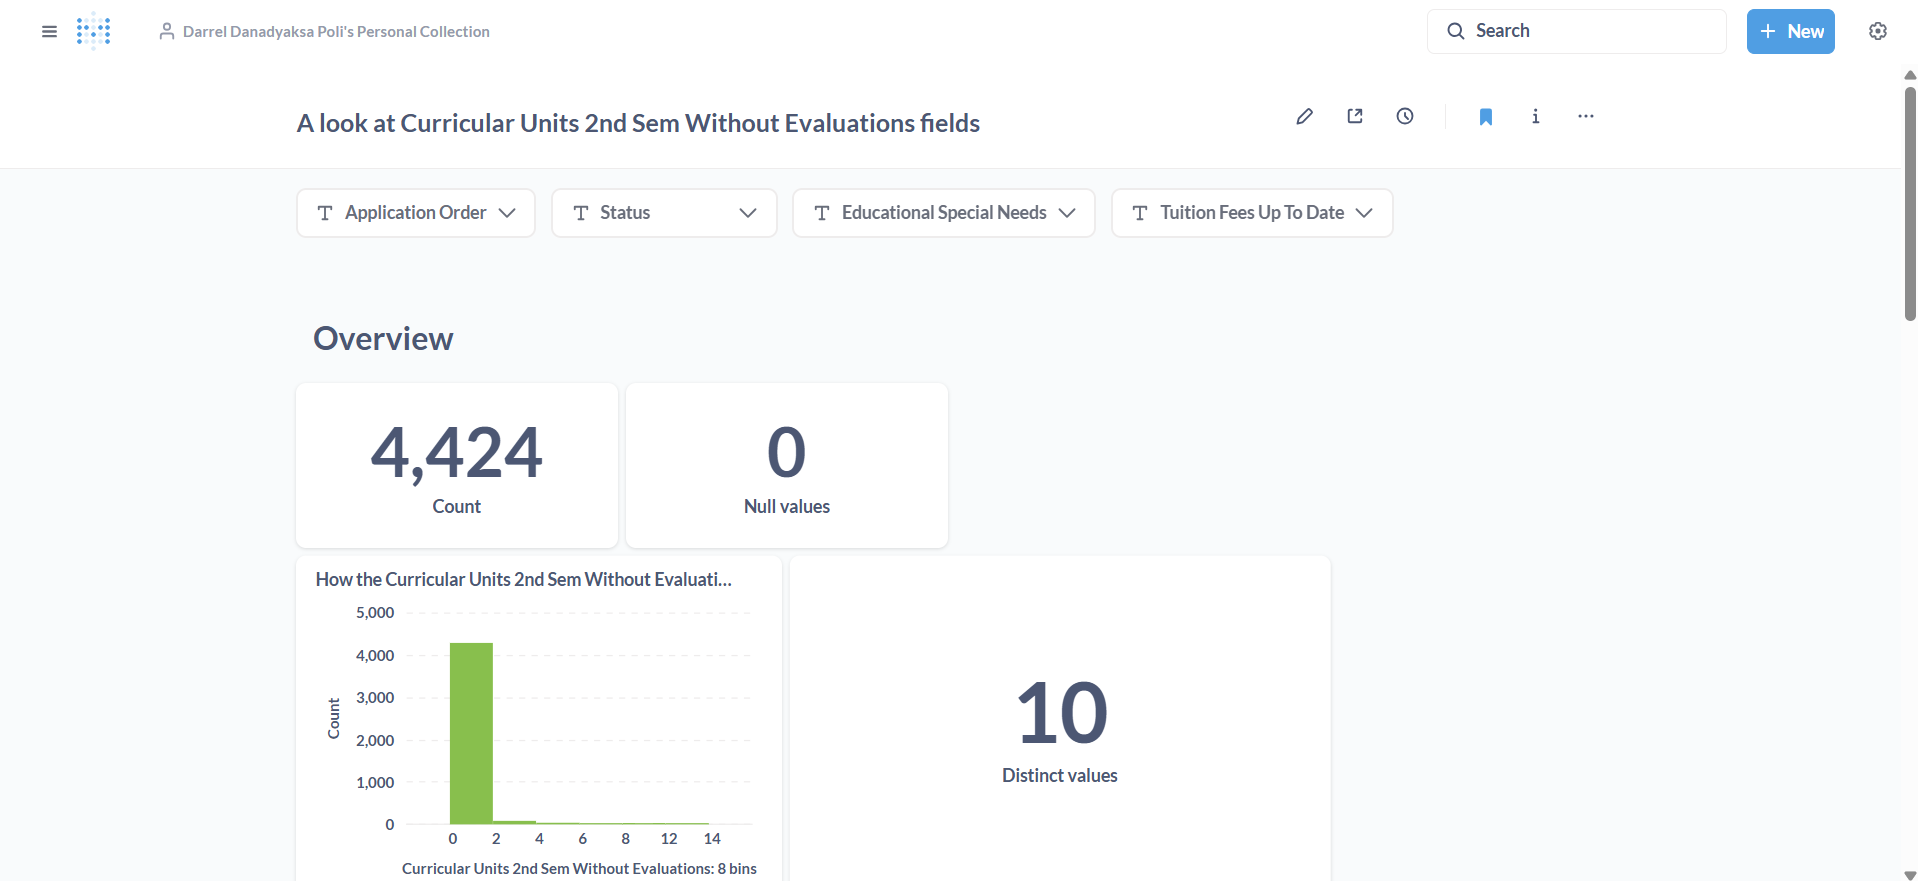 Darrel Danadyaksa Poli's Personal Collection
Search
+ New
A look at Curricular Units 2nd Sem Without Evaluations fields
Application Order
Status
Educational Special Needs
Tuition Fees Up To Date
Overview
4,424
Count
0
Null values
How the Curricular Units 2nd Sem Without Evaluati...
5,000
4,000
3,000
2,000
1,000
0
Count
0 2 4 6 8 12 14
Curricular Units 2nd Sem Without Evaluations: 8 bins
10
Distinct values